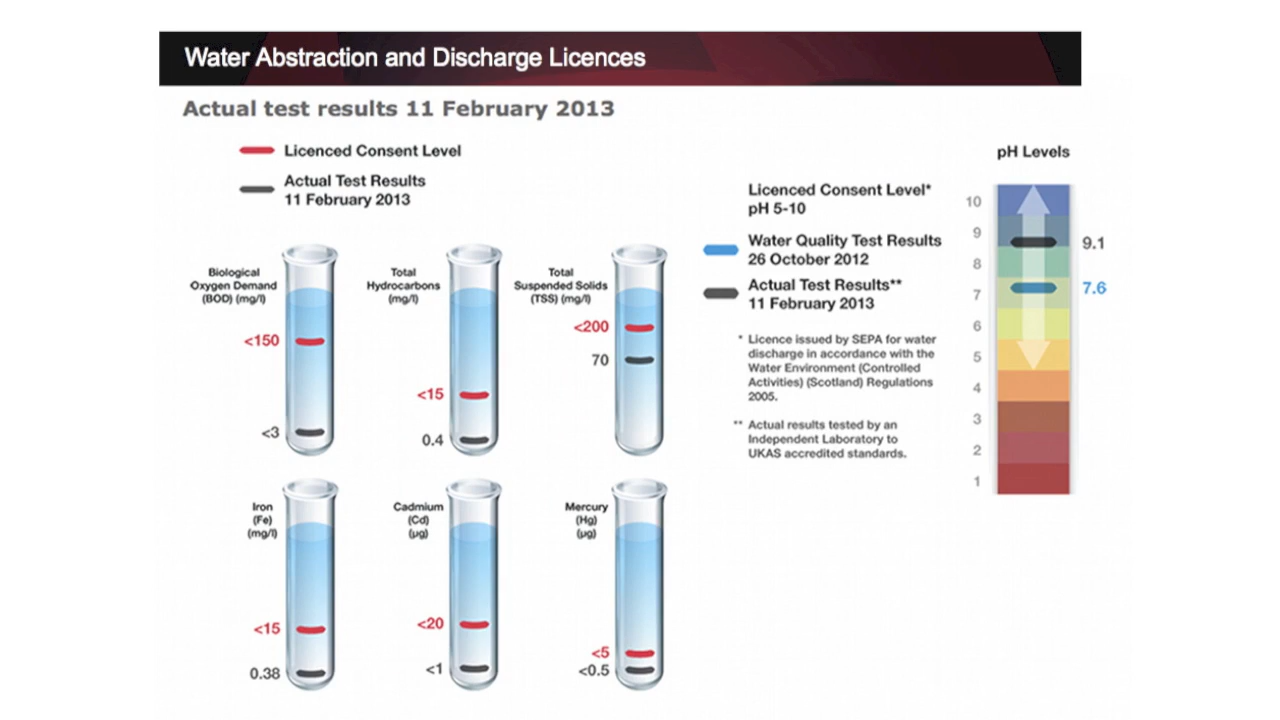 Water Abstraction and Discharge Licences
Actual test results 11 February 2013
Licenced Consent Level
Actual Test Results
11 February 2013
Biological
Oxygen Demand
(BOD) (mg/l)
<150
<3
Total
Hydrocarbons
(mg/l)
<15
0.4
Total
Suspended Solids
(TSS) (mg/l)
<200
70
Iron
(Fe)
(mg/l)
<15
0.38
Cadmium
(Cd)
(µg)
<20
<1
Mercury
(Hg)
(µg)
<5
<0.5
Licenced Consent Level*
pH 5-10
Water Quality Test Results
26 October 2012
Actual Test Results**
11 February 2013
* Licence issued by SEPA for water
discharge in accordance with the
Water Environment (Controlled
Activities) (Scotland) Regulations
2005.
** Actual results tested by an
Independent Laboratory to
UKAS accredited standards.
pH Levels
10
9
8
7
6
5
4
3
2
1
9.1
7.6